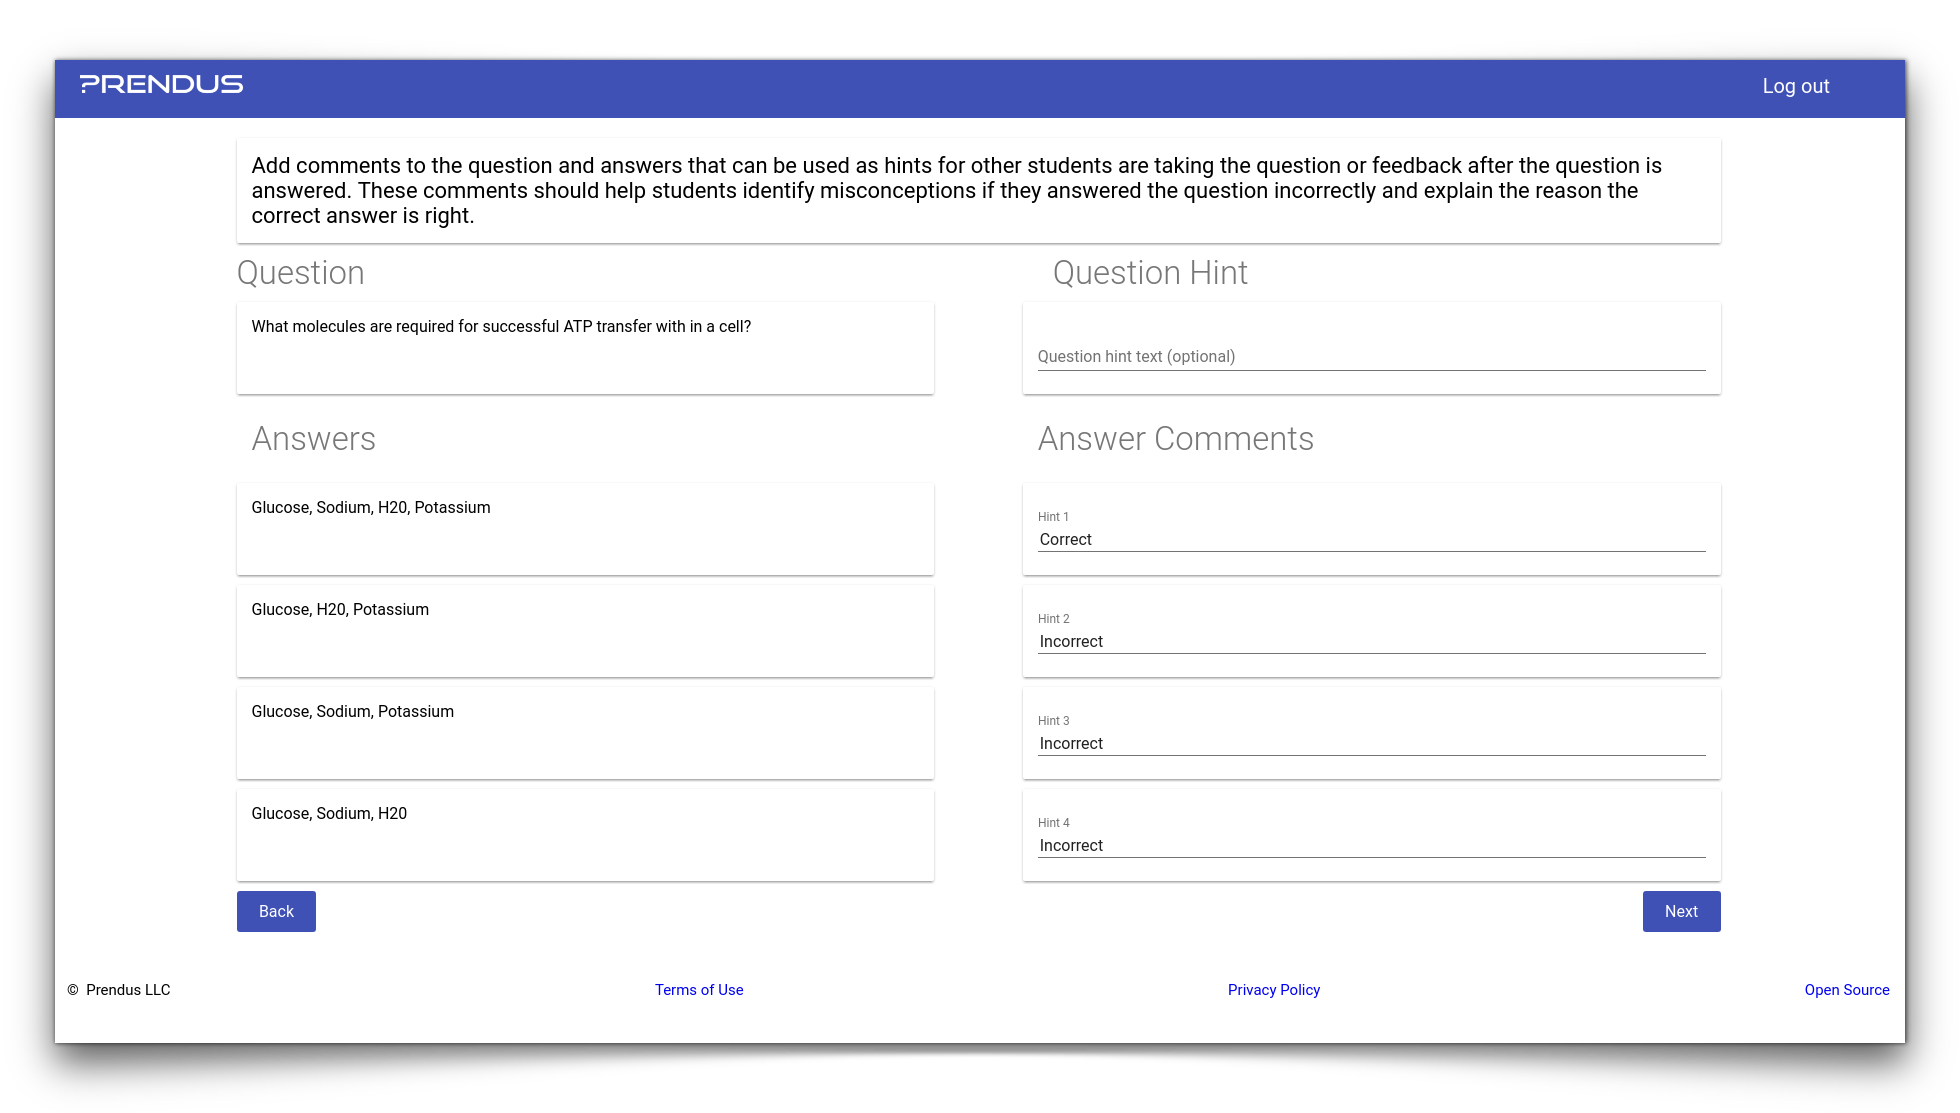 PRENDUS
Log out
Add comments to the question and answers that can be used as hints for other students are taking the question or feedback after the question is
answered. These comments should help students identify misconceptions if they answered the question incorrectly and explain the reason the
correct answer is right.
Question
Question Hint
What molecules are required for successful ATP transfer with in a cell?
Question hint text (optional)
Answers
Answer Comments
Glucose, Sodium, H20, Potassium
Hint 1
Correct
Glucose, H20, Potassium
Hint 2
Incorrect
Glucose, Sodium, Potassium
Hint 3
Incorrect
Glucose, Sodium, H20
Hint 4
Incorrect
Back
Next
© Prendus LLC
Terms of Use
Privacy Policy
Open Source